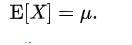 E[X] = μ.